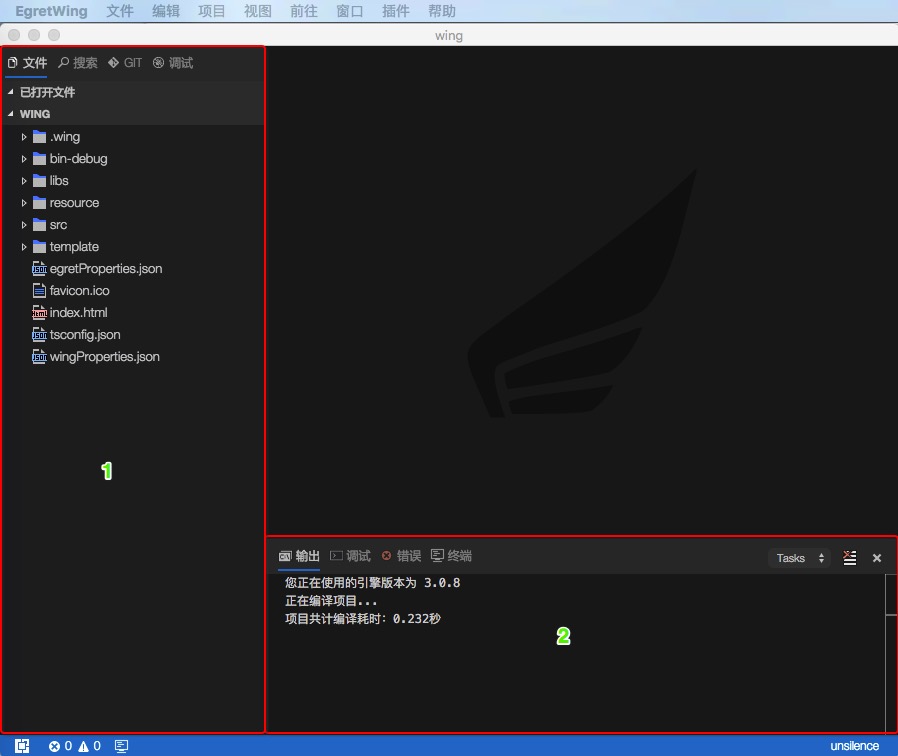 EgretWing 文件 编辑 项目 视图 前往 窗口 插件 帮助
wing
文件 搜索 GIT 调试
已打开文件
WING
.wing
bin-debug
libs
resource
src
template
egretProperties.json
favicon.ico
index.html
tsconfig.json
wingProperties.json
1
输出 调试 错误 终端 Tasks
您正在使用的引擎版本为 3.0.8
正在编译项目...
项目共计编译耗时: 0.232秒
2
0 0 unsilence